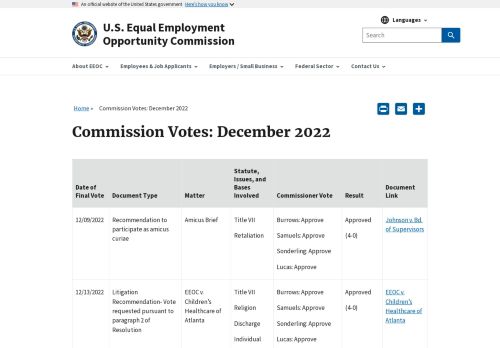 An official website of the United States government Here's how you know
U.S. Equal Employment
Opportunity Commission
Languages
Search
About EEOC
Employees & Job Applicants
Employers / Small Business
Federal Sector
Contact Us
Home » Commission Votes: December 2022
Commission Votes: December 2022
Date of Final Vote
Document Type
Matter
Statute, Issues, and Bases Involved
Commissioner Vote
Result
Document Link
12/09/2022
Recommendation to participate as amicus curiae
Amicus Brief
Title VII
Retaliation
Burrows: Approve
Samuels: Approve
Sonderling: Approve
Lucas: Approve
Approved
(4-0)
Johnson v. Bd. of Supervisors
12/13/2022
Litigation Recommendation- Vote requested pursuant to paragraph 2 of Resolution
EEOC v. Children's Healthcare of Atlanta
Title VII
Religion
Discharge
Individual
Burrows: Approve
Samuels: Approve
Sonderling: Approve
Lucas: Approve
Approved
(4-0)
EEOC v. Children's Healthcare of Atlanta